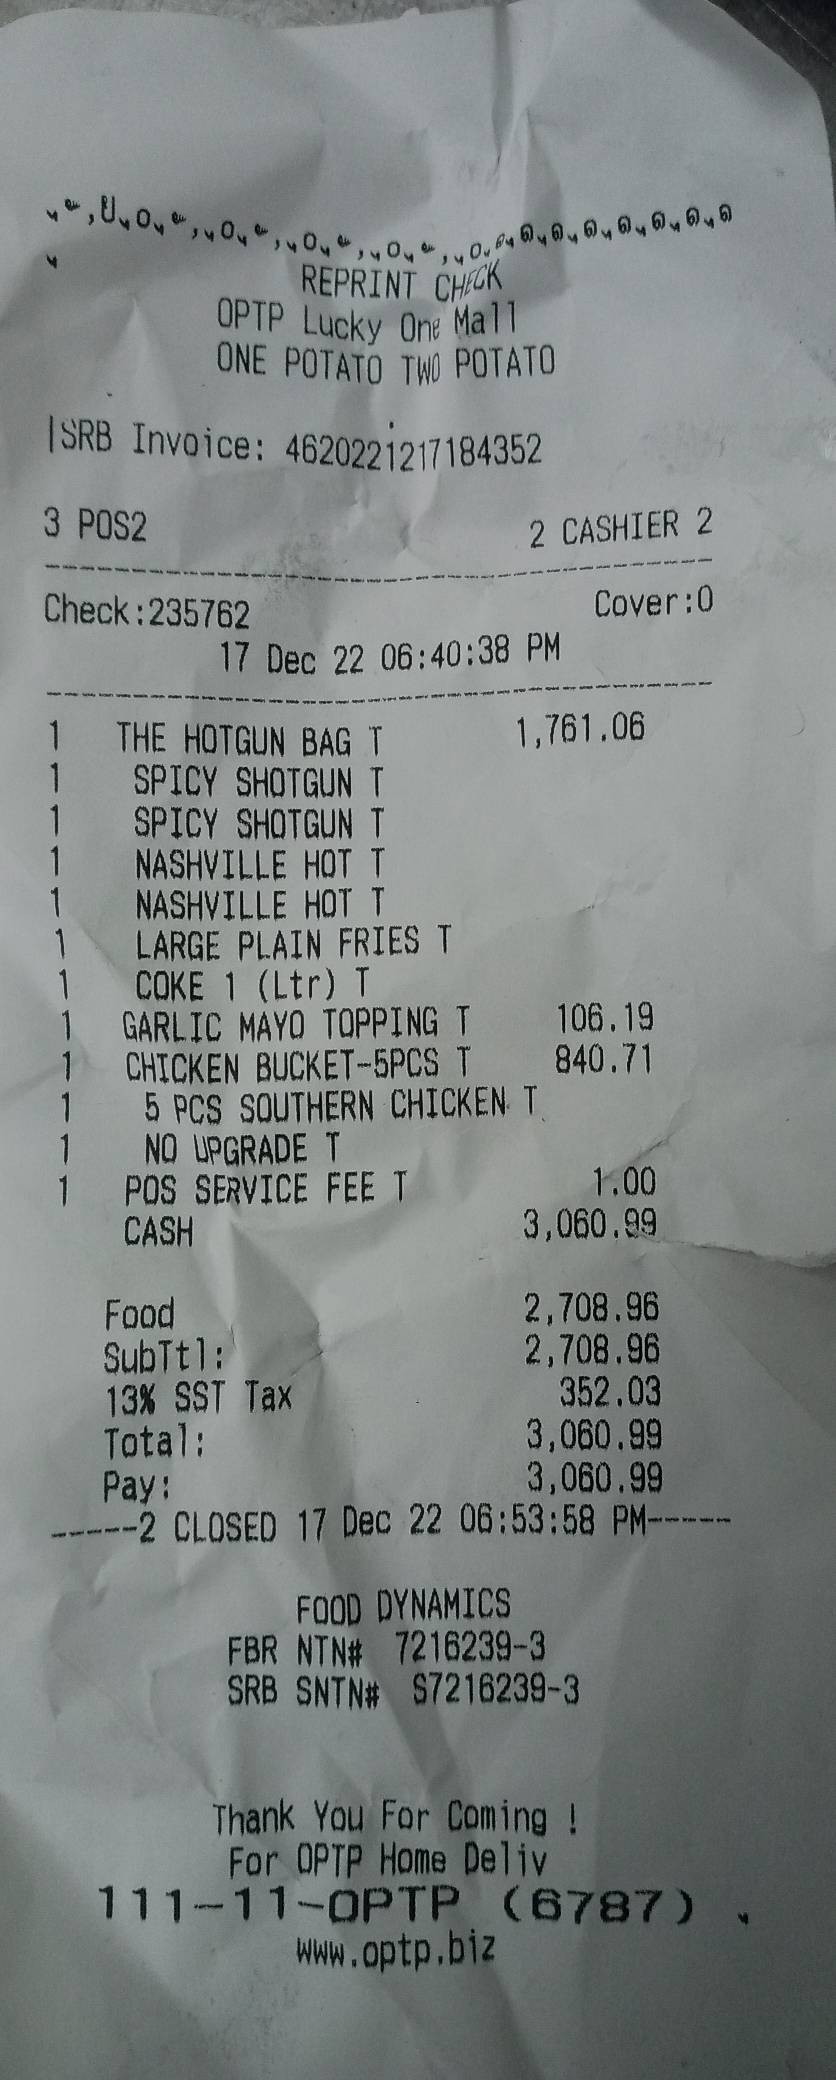 REPRINT CHECK
OPTP Lucky One Mall
ONE POTATO TWO POTATO
|SRB Invoice: 4620221217184352
3 POS2 2 CASHIER 2
Check:235762 Cover:0
17 Dec 22 06:40:38 PM
1 THE HOTGUN BAG T 1,761.06
1 SPICY SHOTGUN T
1 SPICY SHOTGUN T
1 NASHVILLE HOT T
1 NASHVILLE HOT T
1 LARGE PLAIN FRIES T
1 COKE 1 (Ltr) T
1 GARLIC MAYO TOPPING T 106.19
1 CHICKEN BUCKET-5PCS T 840.71
1 5 PCS SOUTHERN CHICKEN T
1 NO UPGRADE T
1 POS SERVICE FEE T 1.00
CASH 3,060.99
Food 2,708.96
SubTtl: 2,708.96
13% SST Tax 352.03
Total: 3,060.99
Pay: 3,060.99
-----2 CLOSED 17 Dec 22 06:53:58 PM-----
FOOD DYNAMICS
FBR NTN# 7216239-3
SRB SNTN# S7216239-3
Thank You For Coming !
For OPTP Home Deliv
111-11-OPTP (6787) .
www.optp.biz